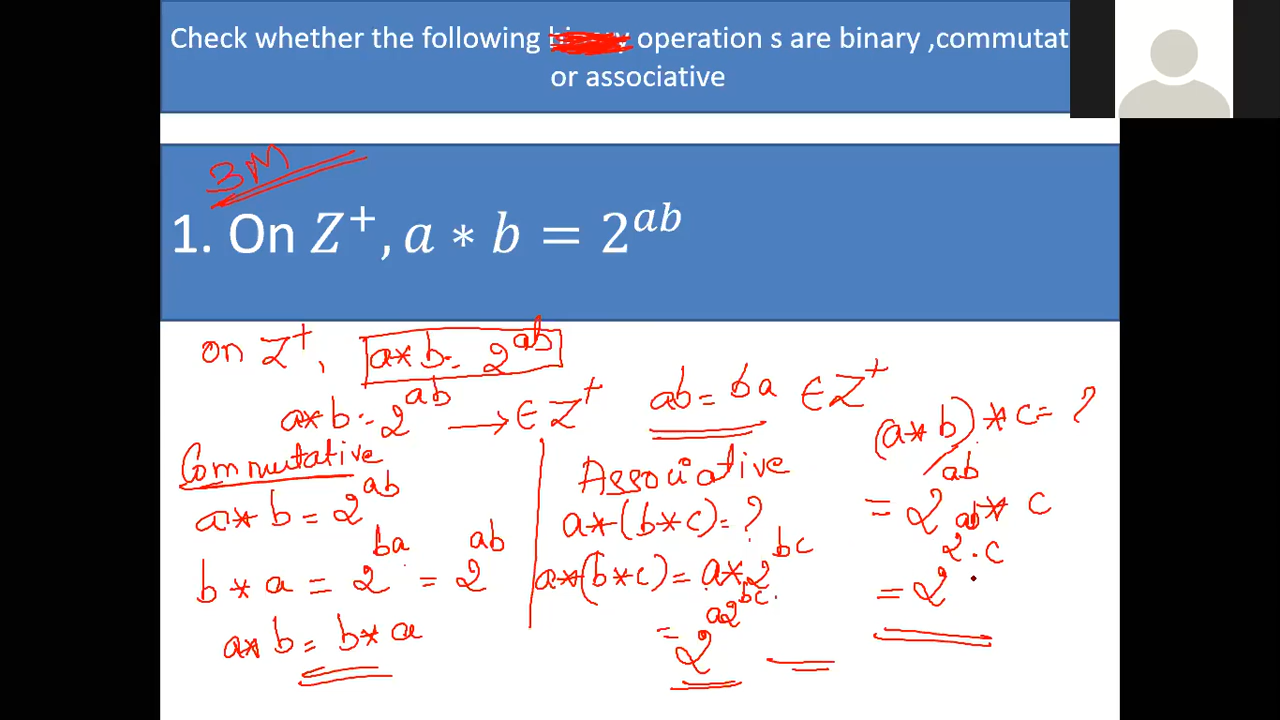 Check whether the following operation s are binary ,commutat
or associative
3M
1. On Z⁺, a ∗ b = 2ᵃᵇ
on Z⁺, a*b = 2^{ab}
a*b = 2^{ab} → ∈ Z⁺
ab = ba ∈ Z⁺
Commutative
a*b = 2^{ab}
b*a = 2^{ba} = 2^{ab}
a*b = b*a
Associative
a*(b*c) = ?
a*(b*c) = a*2^{bc}
= 2^{a2^{bc}}
(a*b)*c = ?
= 2^{ab} * c
= 2^{2^{ab}.c}